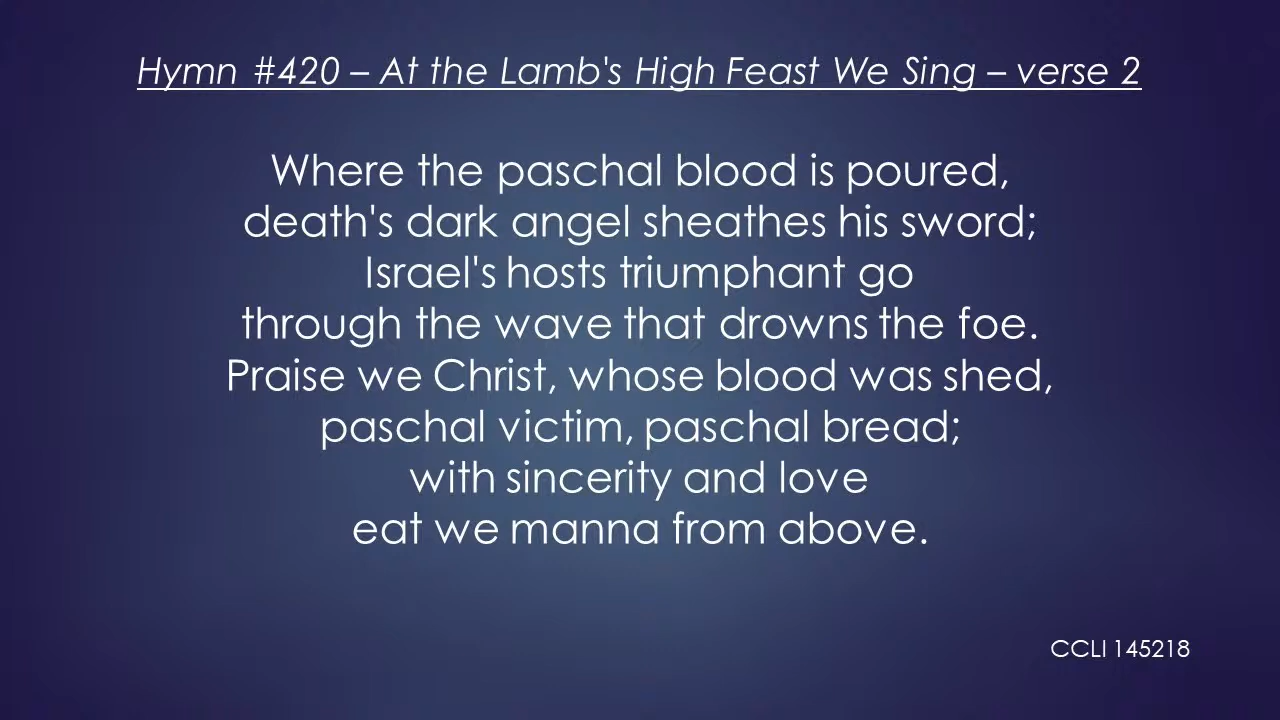 Hymn #420 – At the Lamb's High Feast We Sing – verse 2
Where the paschal blood is poured,
death's dark angel sheathes his sword;
Israel's hosts triumphant go
through the wave that drowns the foe.
Praise we Christ, whose blood was shed,
paschal victim, paschal bread;
with sincerity and love
eat we manna from above.
CCLI 145218